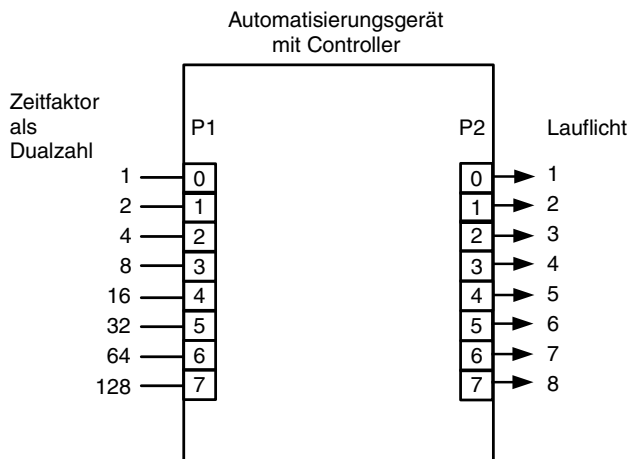 Automatisierungsgerät
mit Controller
Zeitfaktor
als
Dualzahl
P1
P2
Lauflicht
1 0 0 1
2 1 1 2
4 2 2 3
8 3 3 4
16 4 4 5
32 5 5 6
64 6 6 7
128 7 7 8